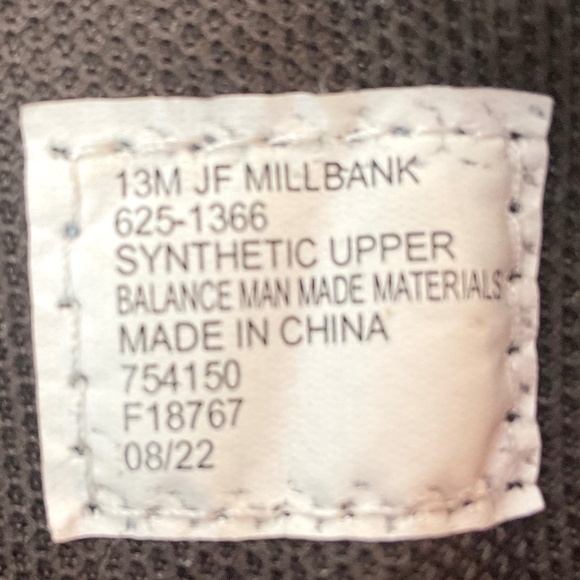 13M JF MILLBANK
625-1366
SYNTHETIC UPPER
BALANCE MAN MADE MATERIALS
MADE IN CHINA
754150
F18767
08/22